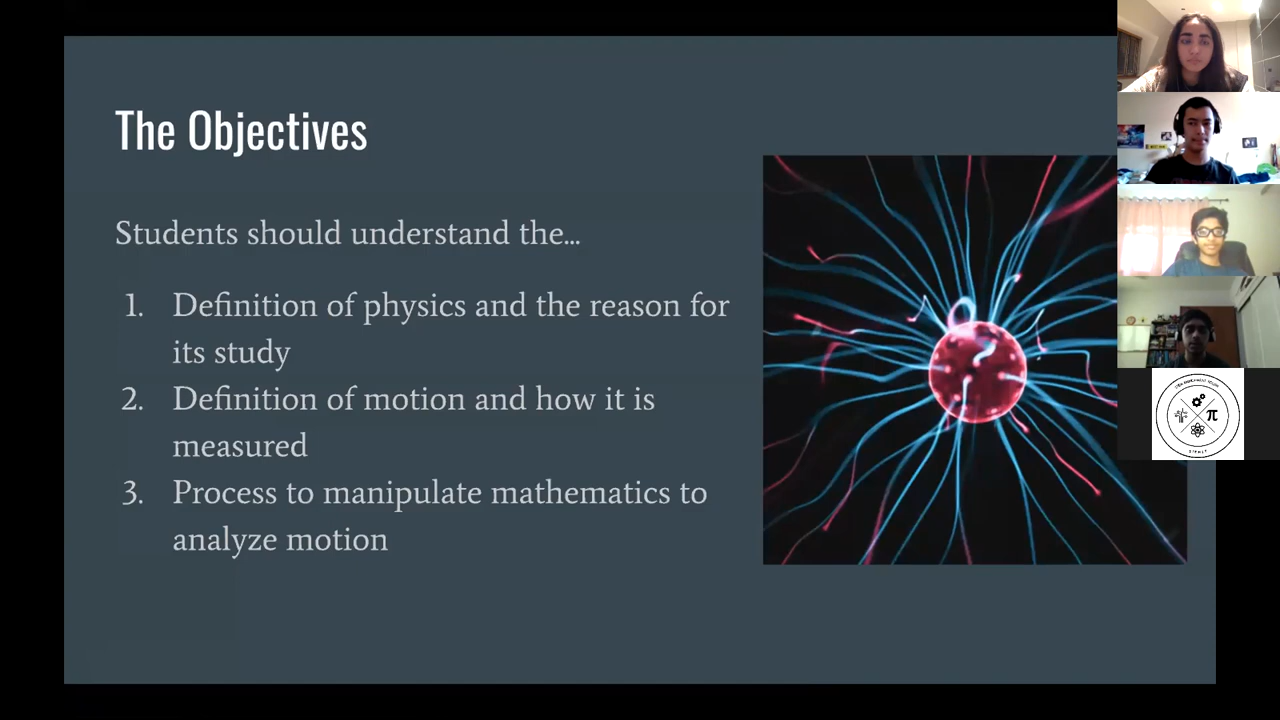 The Objectives
Students should understand the...
1. Definition of physics and the reason for
its study
2. Definition of motion and how it is
measured
3. Process to manipulate mathematics to
analyze motion
π